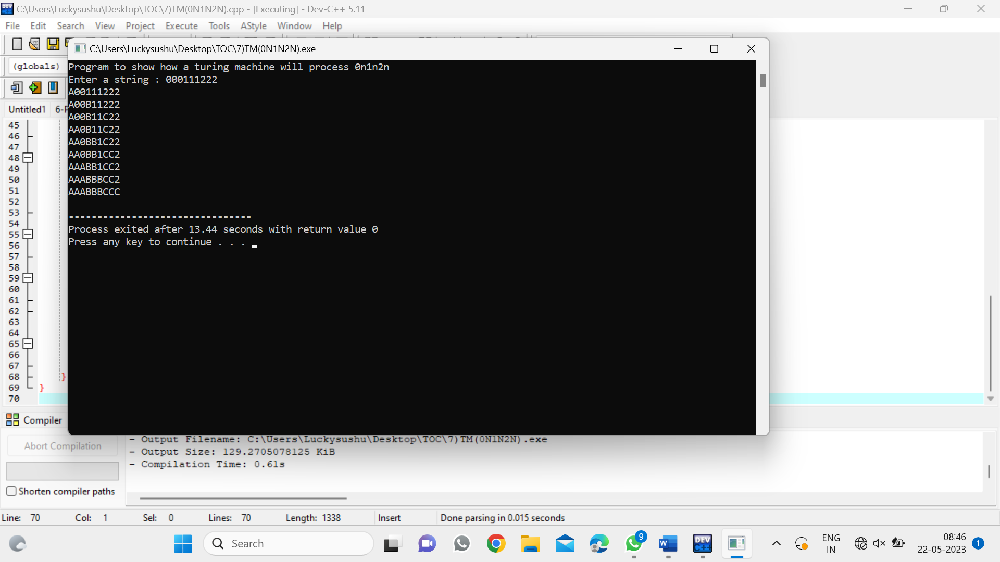 C:\Users\Luckysushu\Desktop\TOC\7)TM(0N1N2N).cpp - [Executing] - Dev-C++ 5.11
File Edit Search View Project Execute Tools AStyle Window Help
C:\Users\Luckysushu\Desktop\TOC\7)TM(0N1N2N).exe
(globals)
Program to show how a turing machine will process 0n1n2n
Enter a string : 000111222
A00111222
A00B11222
A00B11C22
AA0B11C22
AA0BB1C22
AA0BB1CC2
AAABB1CC2
AAABBBCC2
AAABBBCCC
--------------------------------
Process exited after 13.44 seconds with return value 0
Press any key to continue . . .
Untitled1 6-
45
46
47
48
49
50
51
52
53
54
55
56
57
58
59
60
61
62
63
64
65
66
67
68 }
69 }
70
Compiler
Abort Compilation
Shorten compiler paths
- Output Filename: C:\Users\Luckysushu\Desktop\TOC\7)TM(0N1N2N).exe
- Output Size: 129.2705078125 KiB
- Compilation Time: 0.61s
Line: 70 Col: 1 Sel: 0 Lines: 70 Length: 1338 Insert Done parsing in 0.015 seconds
Search
DEV C++
9
W
ENG
IN
08:46
22-05-2023
1